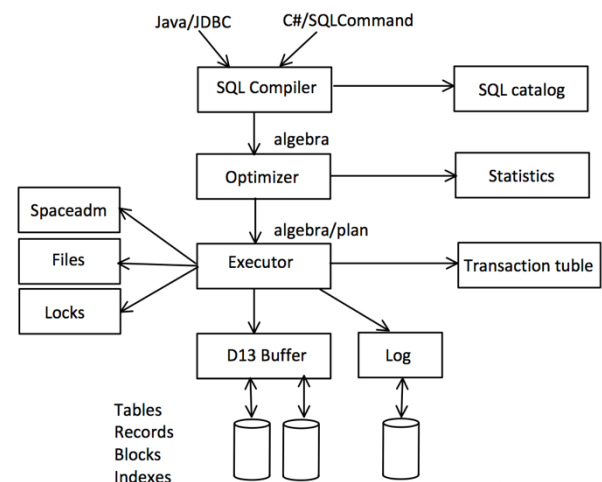 Java/JDBC
C#/SQLCommand
SQL Compiler
SQL catalog
algebra
Optimizer
Statistics
Spaceadm
algebra/plan
Files
Executor
Transaction tuble
Locks
D13 Buffer
Log
Tables
Records
Blocks
Indexes